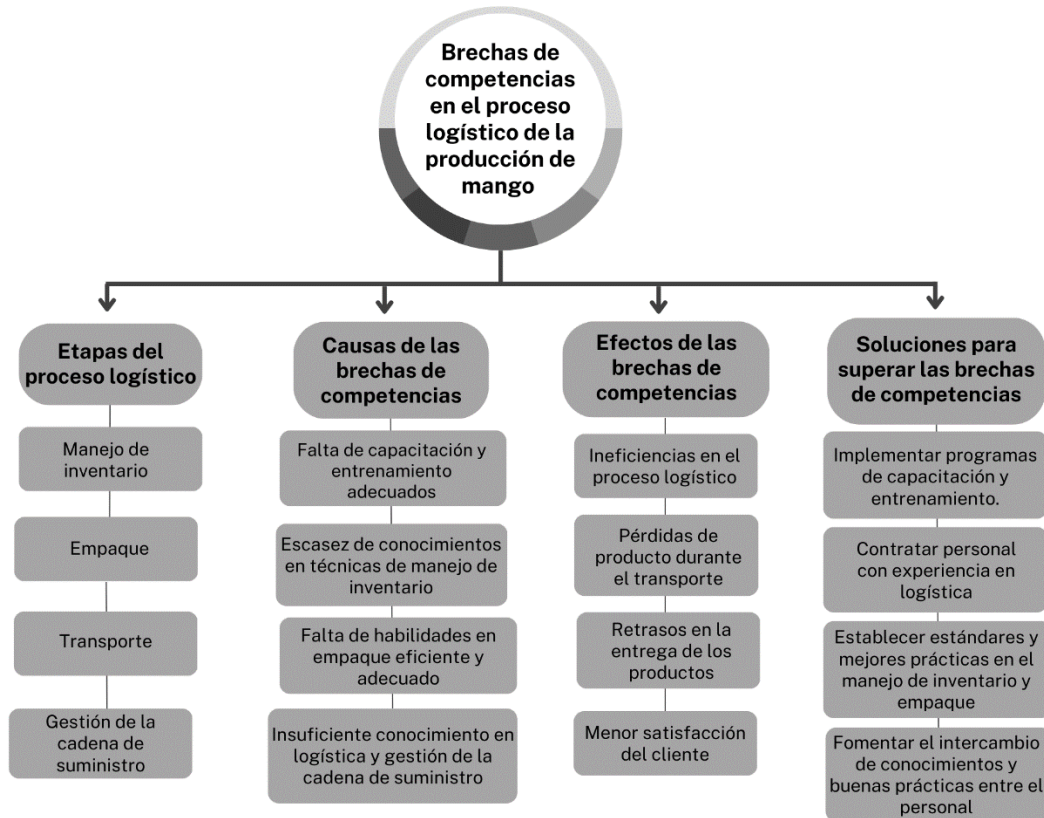 Brechas de
competencias
en el proceso
logístico de la
producción de
mango
Etapas del
proceso logístico
Manejo de
inventario
Empaque
Transporte
Gestión de la
cadena de
suministro
Causas de las
brechas de
competencias
Falta de capacitación y
entrenamiento
adecuados
Escasez de conocimientos
en técnicas de manejo de
inventario
Falta de habilidades en
empaque eficiente y
adecuado
Insuficiente conocimiento en
logística y gestión de la
cadena de suministro
Efectos de las
brechas de
competencias
Ineficiencias en el
proceso logístico
Pérdidas de
producto durante
el transporte
Retrasos en la
entrega de los
productos
Menor satisfacción
del cliente
Soluciones para
superar las brechas
de competencias
Implementar programas
de capacitación y
entrenamiento.
Contratar personal
con experiencia en
logística
Establecer estándares y
mejores prácticas en el
manejo de inventario y
empaque
Fomentar el intercambio
de conocimientos y
buenas prácticas entre el
personal